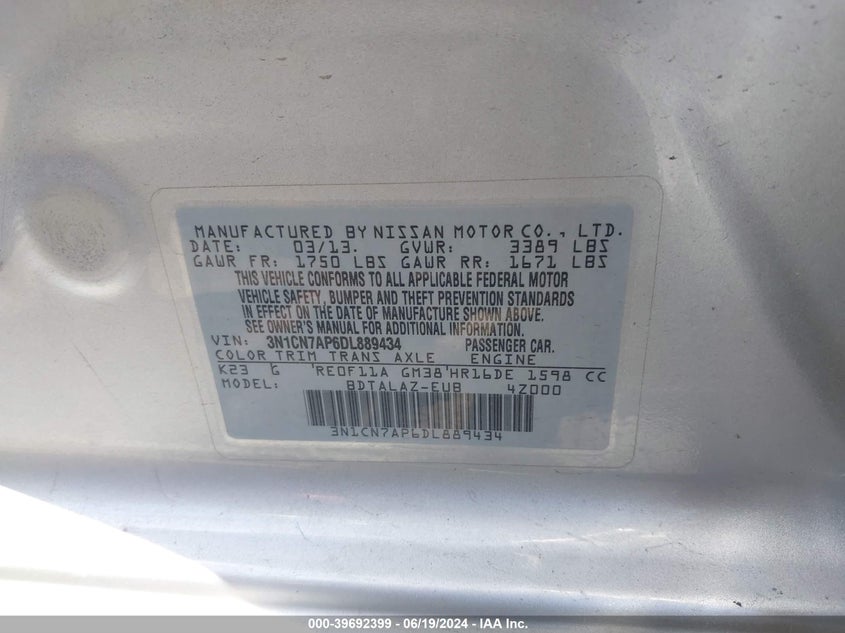 MANUFACTURED BY NISSAN MOTOR CO., LTD.
DATE: 03/13. GVWR: 3389 LBS
GAWR FR: 1750 LBS GAWR RR: 1671 LBS
THIS VEHICLE CONFORMS TO ALL APPLICABLE FEDERAL MOTOR
VEHICLE SAFETY, BUMPER AND THEFT PREVENTION STANDARDS
IN EFFECT ON THE DATE OF MANUFACTURE SHOWN ABOVE.
SEE OWNER'S MANUAL FOR ADDITIONAL INFORMATION.
VIN: 3N1CN7AP6DL889434 PASSENGER CAR.
COLOR TRIM TRANS AXLE ENGINE
K23 G RE0F11A GM38 HR16DE 1598 CC
MODEL: BDTALAZ-EUB 4Z000
3N1CN7AP6DL889434
000-39692399 - 06/19/2024 - IAA Inc.